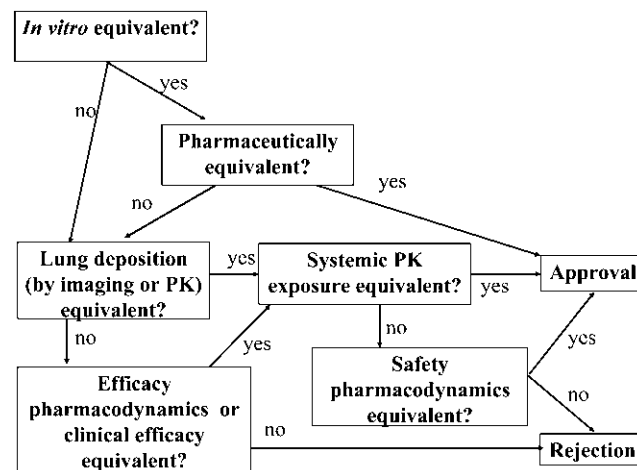 In vitro equivalent?
yes
no
Pharmaceutically
equivalent?
no
yes
Lung deposition
(by imaging or PK)
equivalent?
yes
Systemic PK
exposure equivalent?
yes
Approval
no
yes
no
Safety
pharmacodynamics
equivalent?
yes
no
Efficacy
pharmacodynamics or
clinical efficacy
equivalent?
no
Rejection